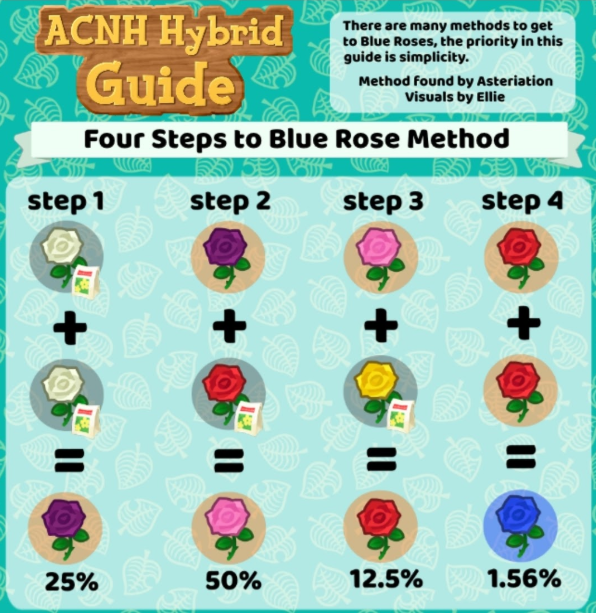 ACNH Hybrid
Guide
There are many methods to get
to Blue Roses, the priority in this
guide is simplicity.
Method found by Asteriation
Visuals by Ellie
Four Steps to Blue Rose Method
step 1
step 2
step 3
step 4
+
+
+
+
=
=
=
=
25%
50%
12.5%
1.56%